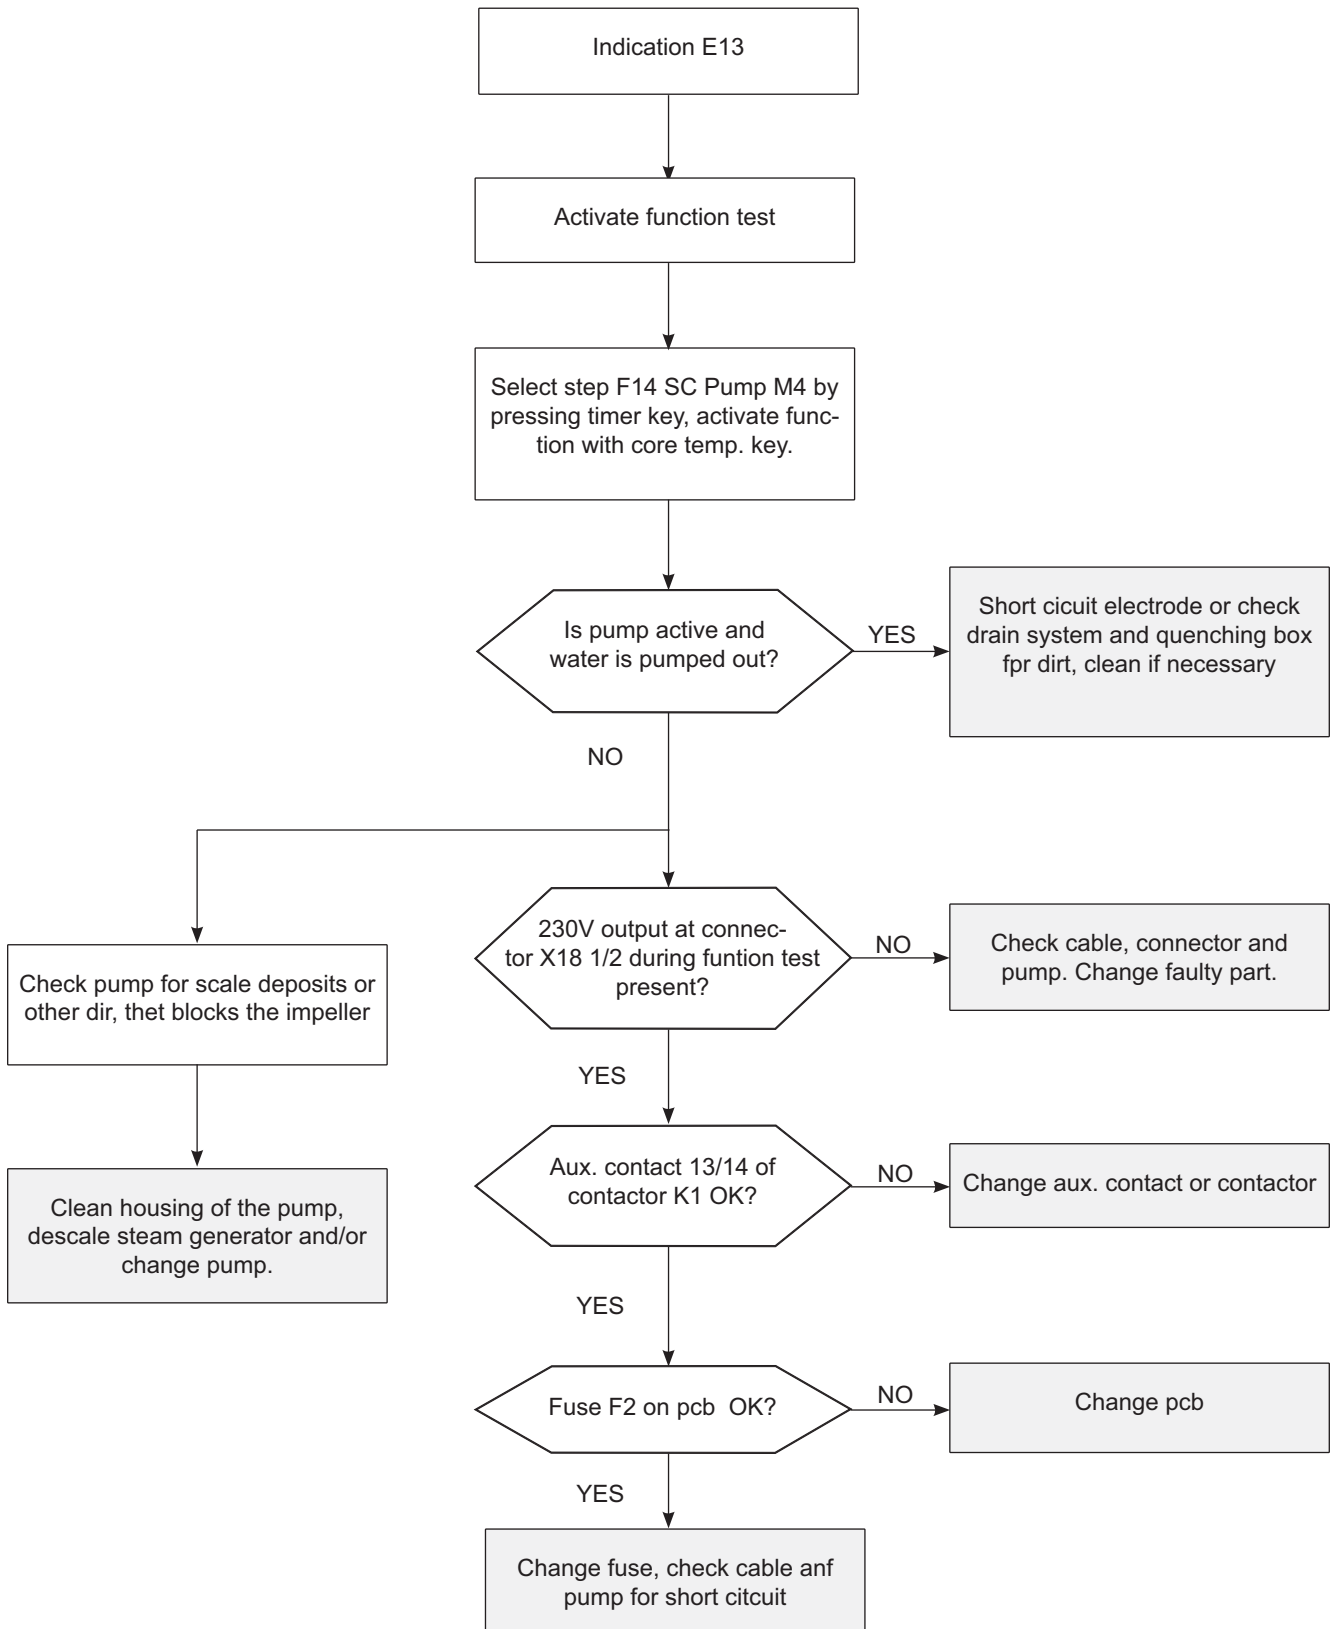 Indication E13
Activate function test
Select step F14 SC Pump M4 by
pressing timer key, activate func-
tion with core temp. key.
Is pump active and
water is pumped out?
YES
Short cicuit electrode or check
drain system and quenching box
fpr dirt, clean if necessary
NO
230V output at connec-
tor X18 1/2 during funtion test
present?
NO
Check cable, connector and
pump. Change faulty part.
Check pump for scale deposits or
other dir, thet blocks the impeller
YES
Aux. contact 13/14 of
contactor K1 OK?
NO
Change aux. contact or contactor
Clean housing of the pump,
descale steam generator and/or
change pump.
YES
Fuse F2 on pcb  OK?
NO
Change pcb
YES
Change fuse, check cable anf
pump for short citcuit